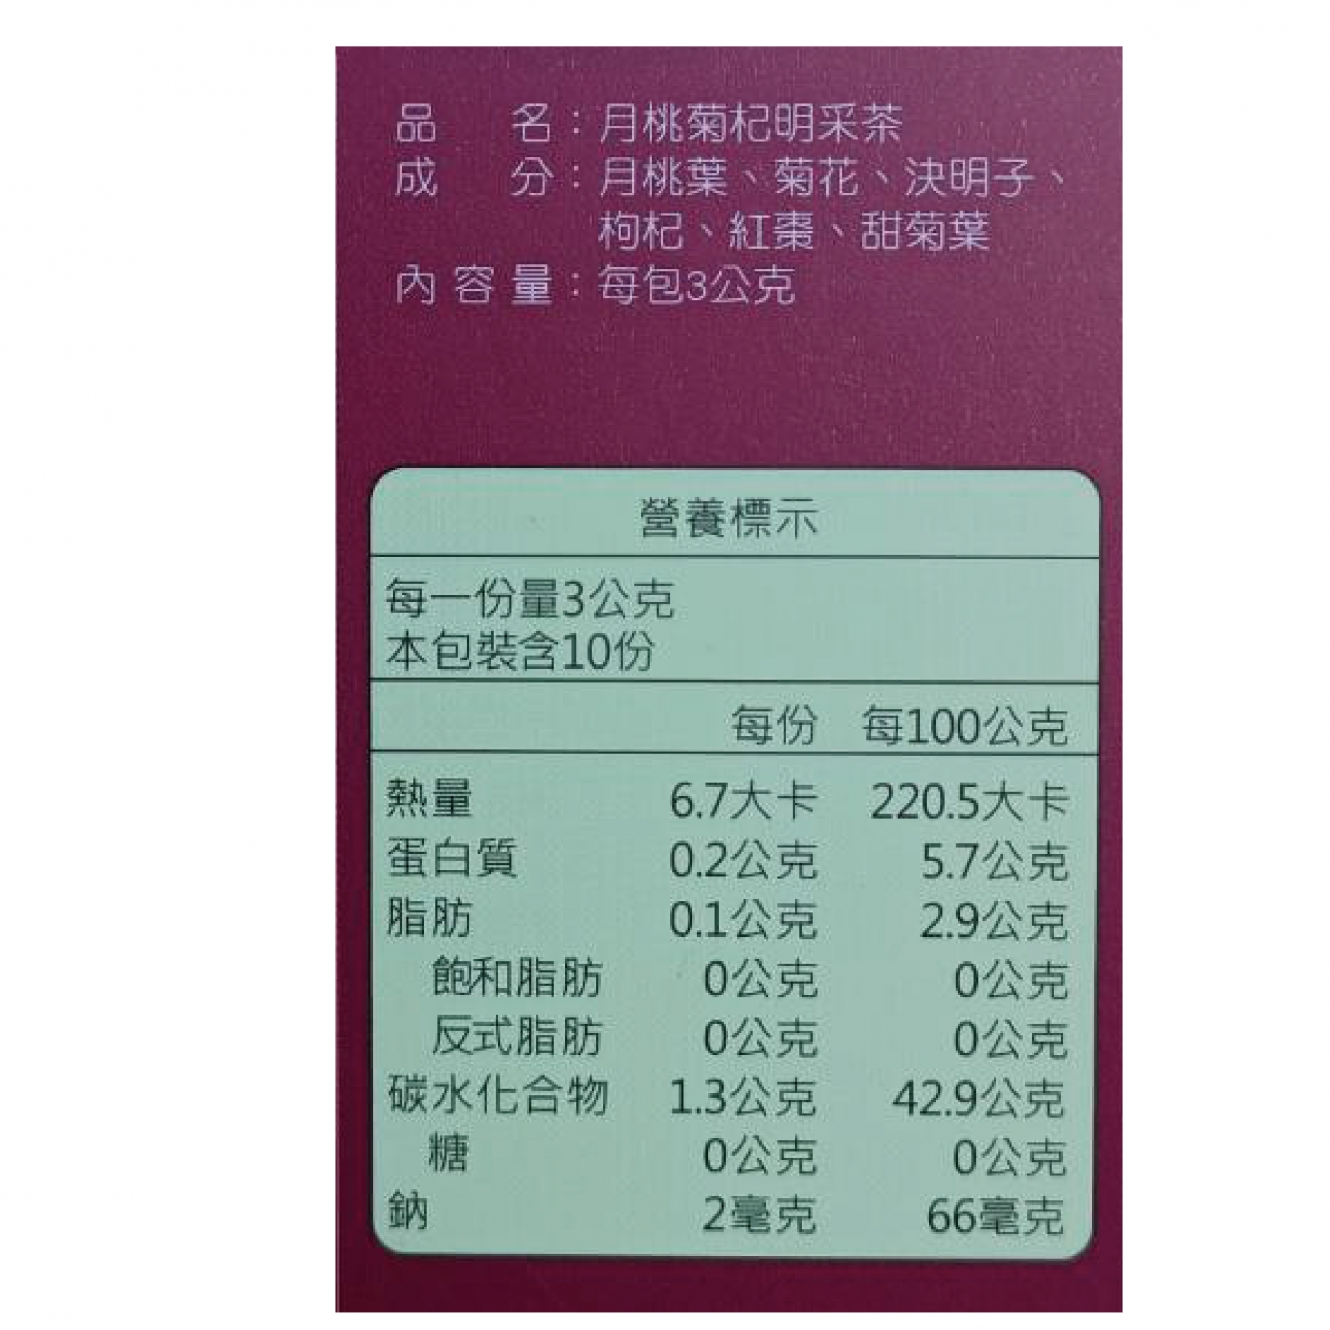 品名：月桃菊杞明采茶
成分：月桃葉、菊花、決明子、
枸杞、紅棗、甜菊葉
內容量：每包3公克
營養標示
每一份量3公克
本包裝含10份
每份 每100公克
熱量 6.7大卡 220.5大卡
蛋白質 0.2公克 5.7公克
脂肪 0.1公克 2.9公克
飽和脂肪 0公克 0公克
反式脂肪 0公克 0公克
碳水化合物 1.3公克 42.9公克
糖 0公克 0公克
鈉 2毫克 66毫克